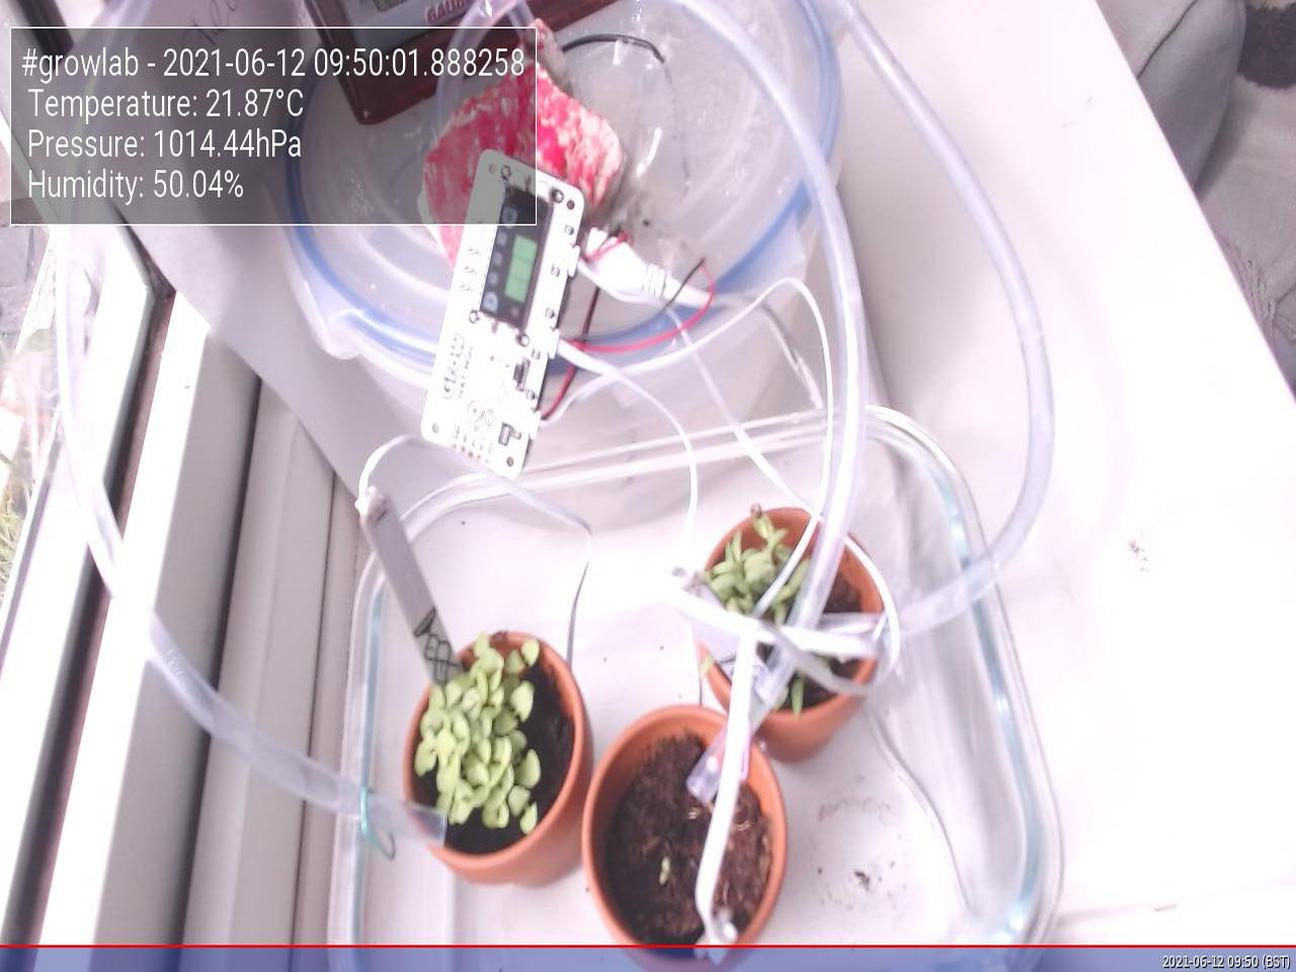 #growlab - 2021-06-12 09:50:01.888258
Temperature: 21.87°C
Pressure: 1014.44hPa
Humidity: 50.04%
2021-06-12 09:50 (BST)